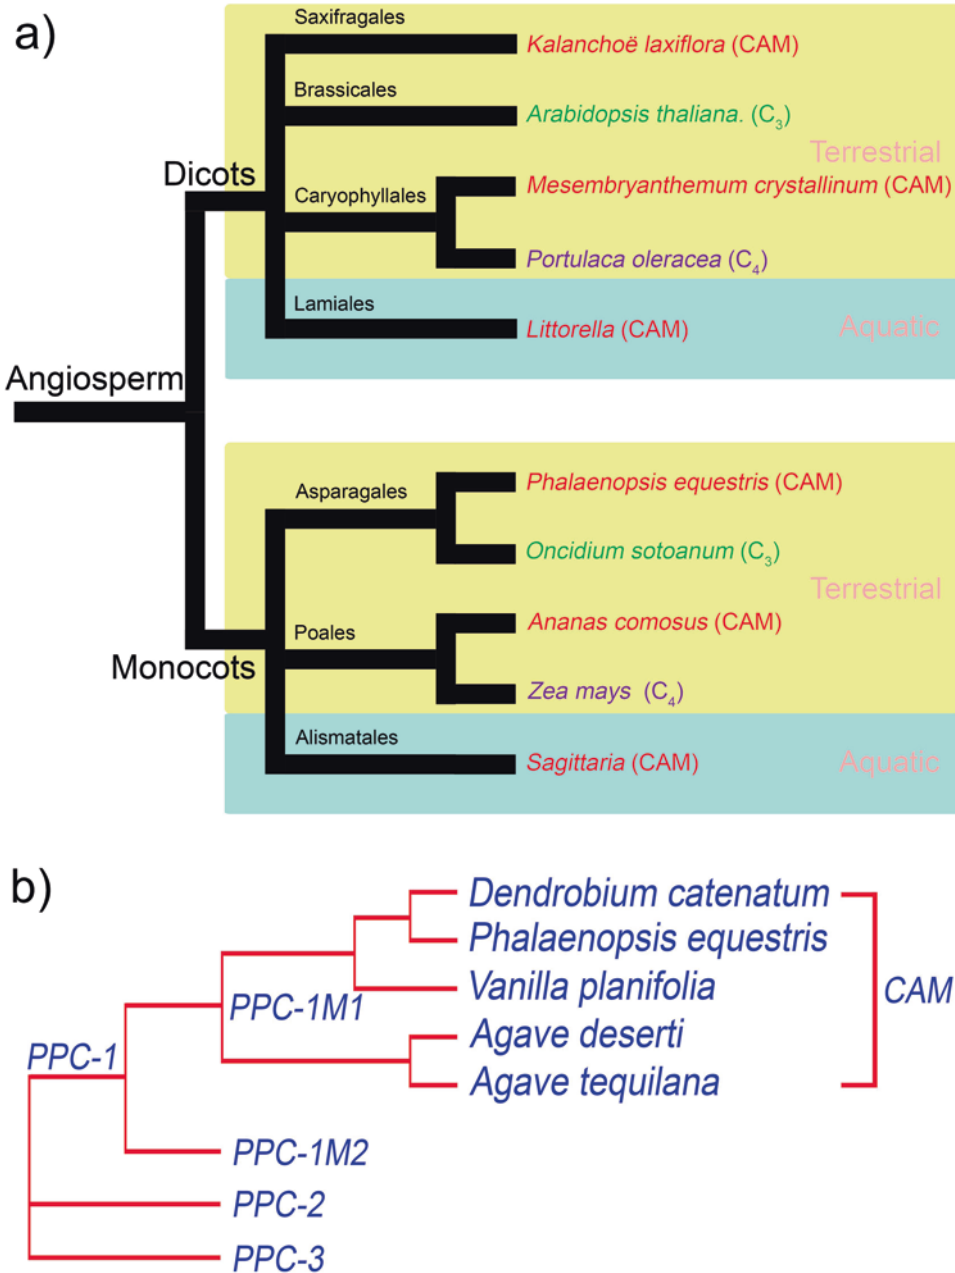 a)
Saxifragales
Kalanchoë laxiflora (CAM)
Brassicales
Arabidopsis thaliana. (C₃)
Terrestrial
Dicots
Caryophyllales
Mesembryanthemum crystallinum (CAM)
Portulaca oleracea (C₄)
Lamiales
Littorella (CAM)
Aquatic
Angiosperm
Asparagales
Phalaenopsis equestris (CAM)
Oncidium sotoanum (C₃)
Terrestrial
Poales
Ananas comosus (CAM)
Monocots
Zea mays (C₄)
Alismatales
Sagittaria (CAM)
Aquatic
b)
Dendrobium catenatum
Phalaenopsis equestris
Vanilla planifolia
CAM
PPC-1M1
Agave deserti
PPC-1
Agave tequilana
PPC-1M2
PPC-2
PPC-3